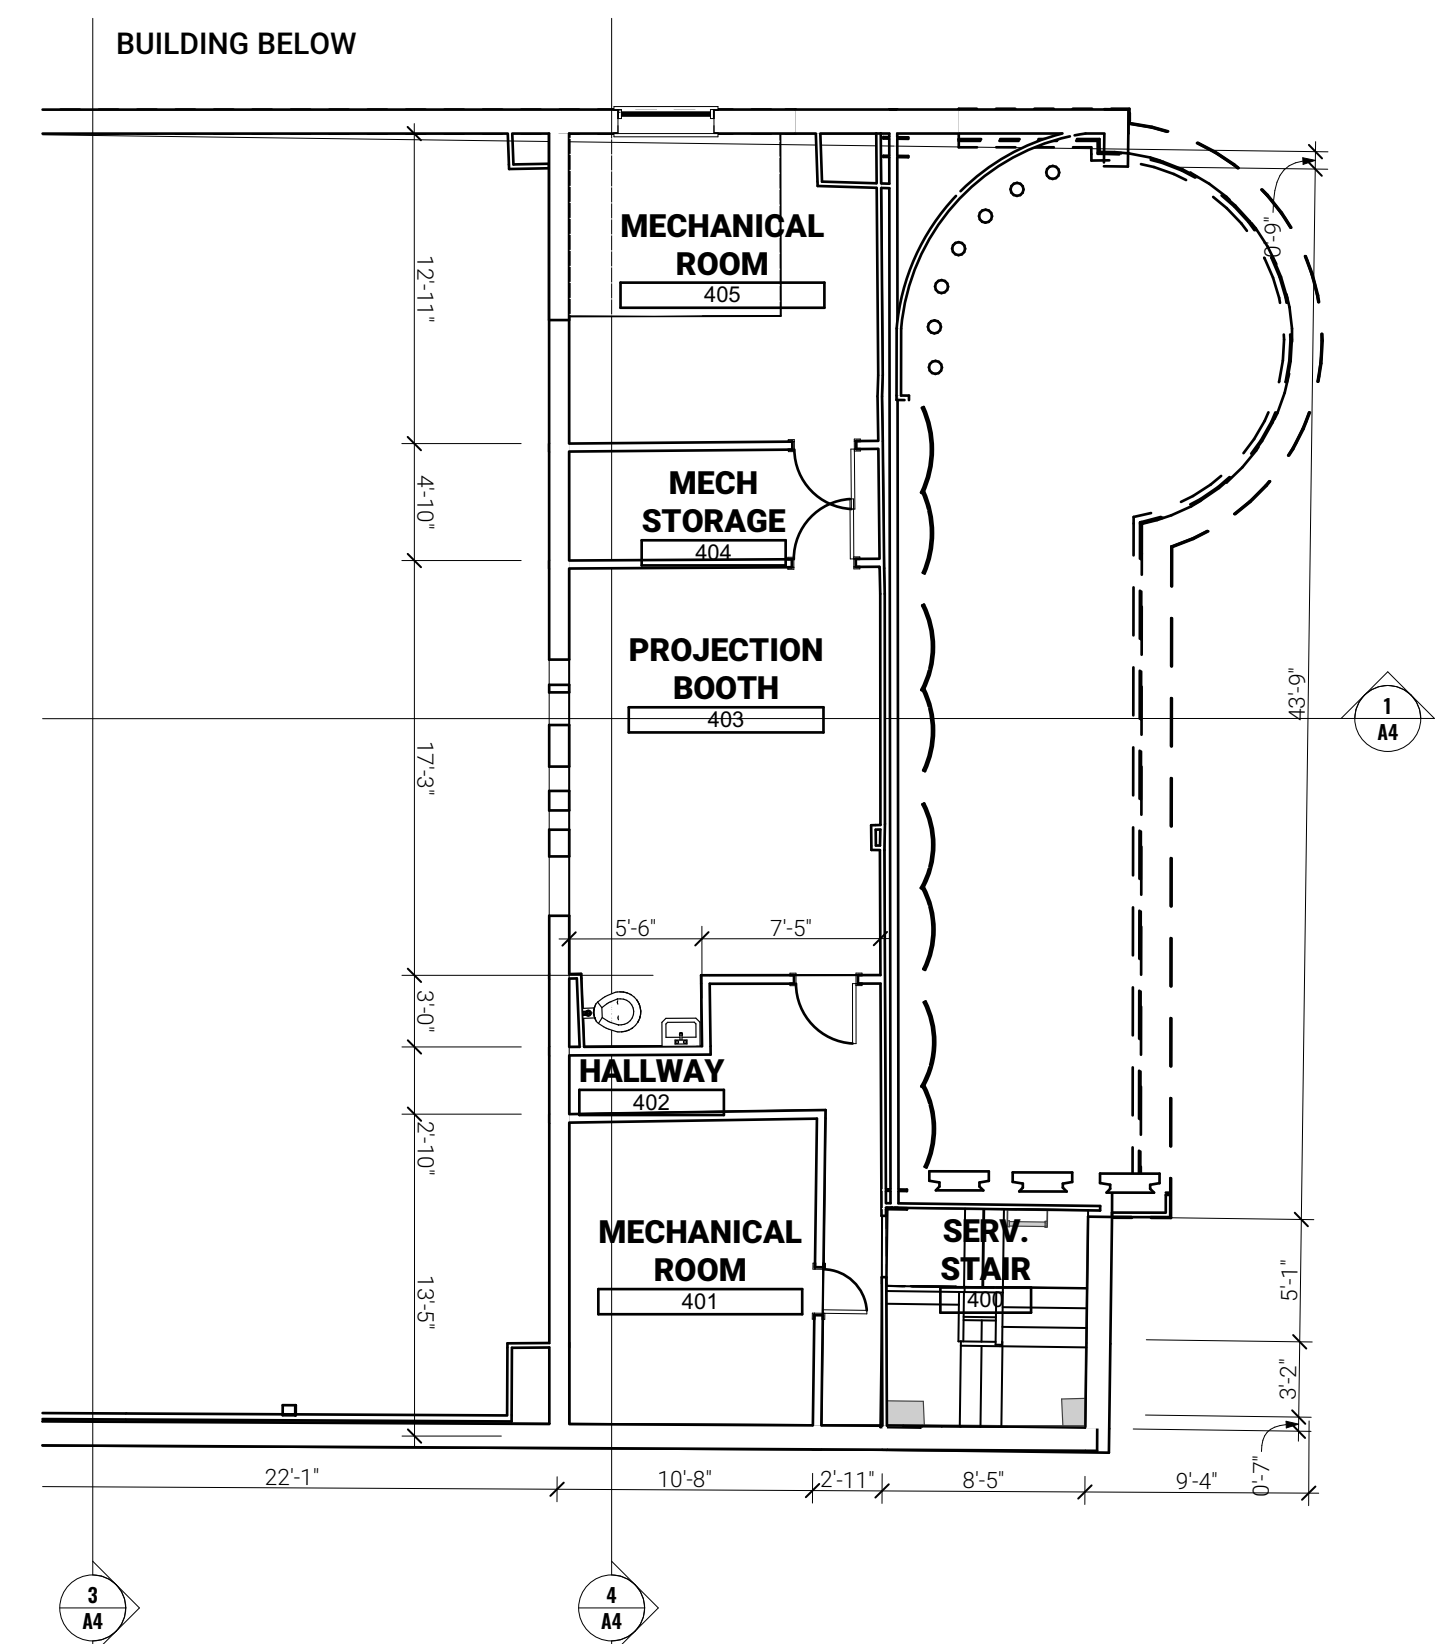 BUILDING BELOW
MECHANICAL
ROOM
405
0'-9"
12'-11"
MECH
STORAGE
404
4'-10"
PROJECTION
BOOTH
403
43'-9"
1
A4
17'-3"
5'-6"
7'-5"
3'-0"
HALLWAY
402
2'-10"
MECHANICAL
ROOM
401
SERV.
STAIR
400
13'-5"
5'-1"
3'-2"
0'-7"
22'-1"
10'-8"
2'-11"
8'-5"
9'-4"
3
A4
4
A4